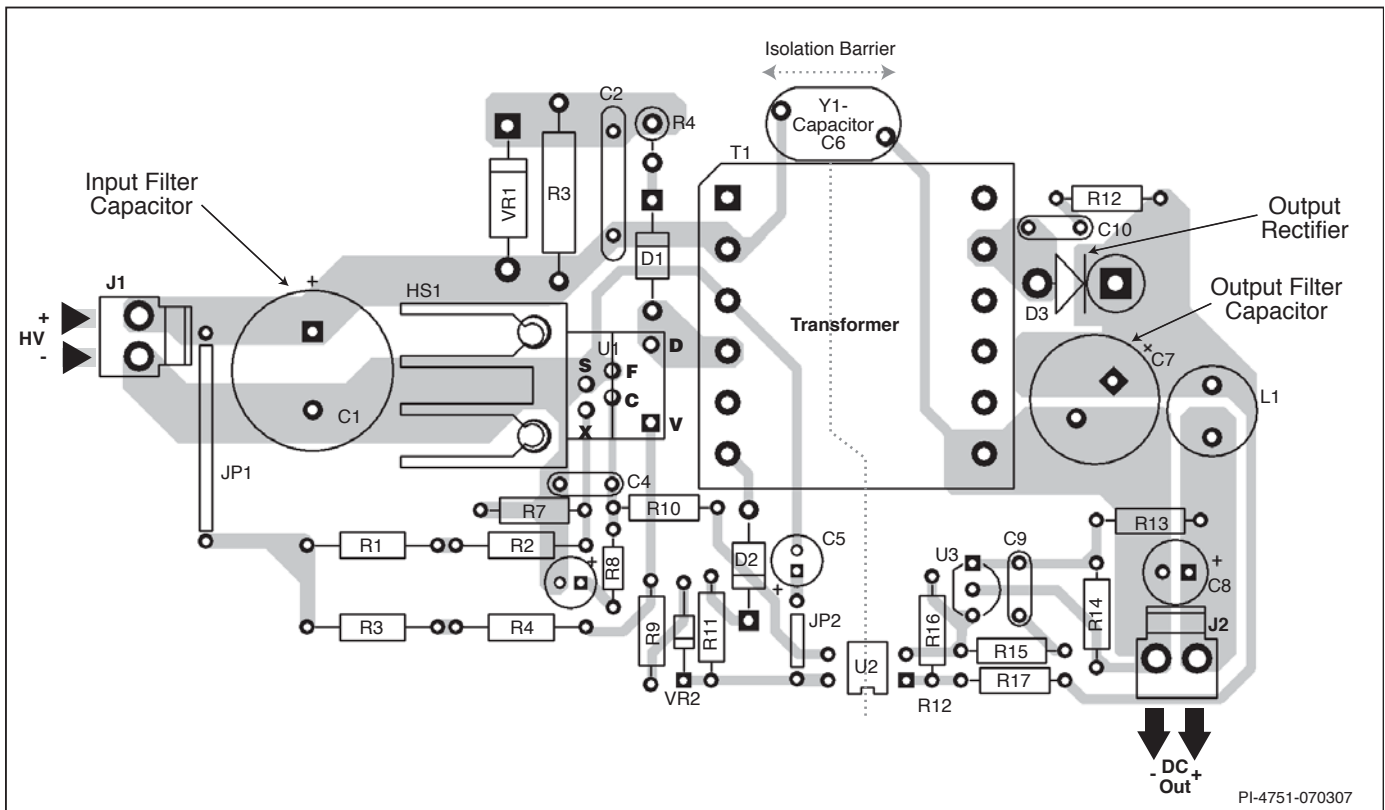 Isolation Barrier
Y1-
Capacitor
C6
C2
R4
T1
Input Filter
Capacitor
VR1
R3
R12
Output
Rectifier
C10
D1
J1
+
HS1
D3
Output Filter
Capacitor
+
HV
-
Transformer
U1
D
S
F
C
V
X
+
C7
C1
L1
JP1
C4
R7
R10
R13
R1
R2
+
R8
D2
C5
+
U3
C9
+
C8
R3
R4
R9
R11
JP2
R16
R14
J2
R15
U2
R17
VR2
R12
- DC +
Out
PI-4751-070307